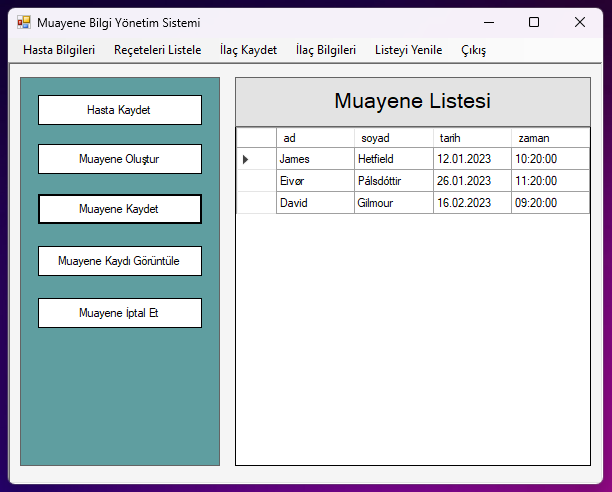 Muayene Bilgi Yönetim Sistemi
Hasta Bilgileri Reçeteleri Listele İlaç Kaydet İlaç Bilgileri Listeyi Yenile Çıkış
Hasta Kaydet
Muayene Oluştur
Muayene Kaydet
Muayene Kaydı Görüntüle
Muayene İptal Et
Muayene Listesi
ad soyad tarih zaman
James Hetfield 12.01.2023 10:20:00
Eivør Pálsdóttir 26.01.2023 11:20:00
David Gilmour 16.02.2023 09:20:00